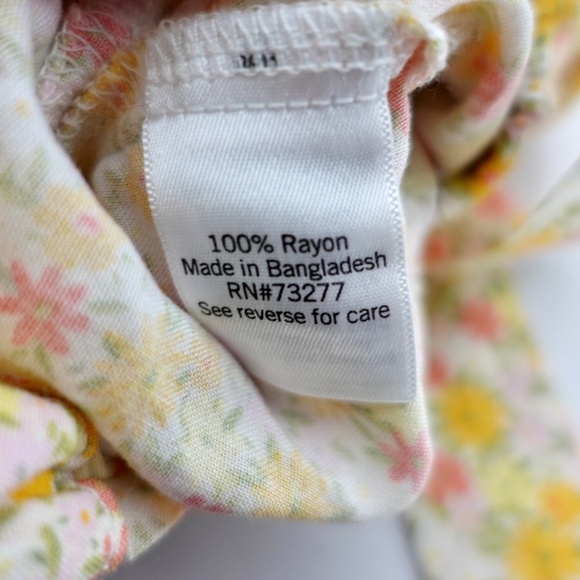 100% Rayon
Made in Bangladesh
RN#73277
See reverse for care